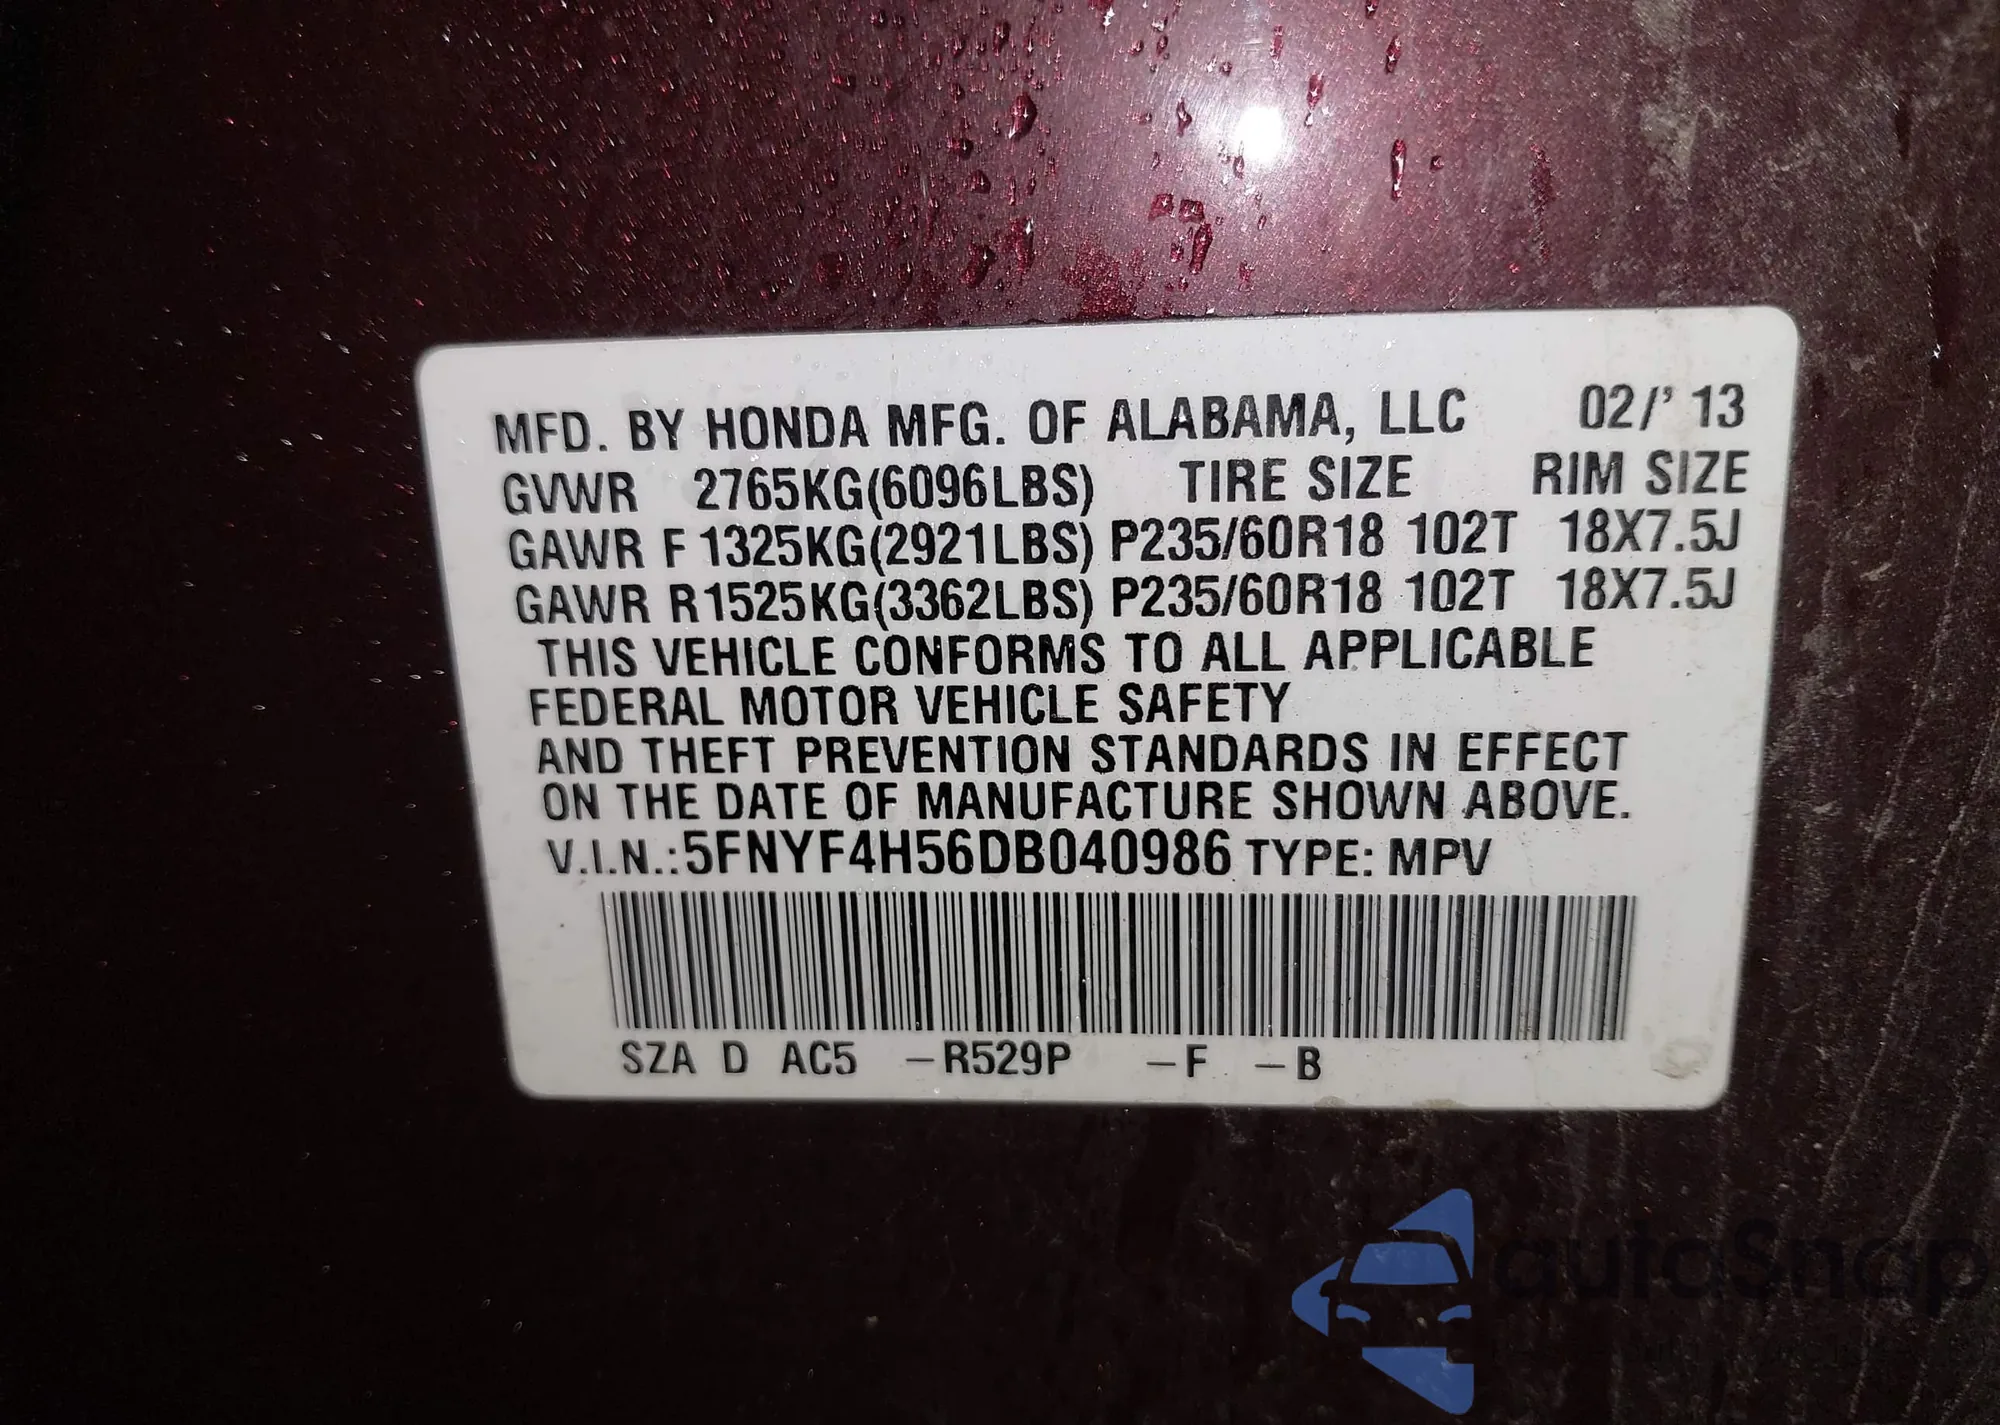 MFD. BY HONDA MFG. OF ALABAMA, LLC 02/'13
GVWR 2765KG(6096LBS) TIRE SIZE RIM SIZE
GAWR F 1325KG(2921LBS) P235/60R18 102T 18X7.5J
GAWR R 1525KG(3362LBS) P235/60R18 102T 18X7.5J
THIS VEHICLE CONFORMS TO ALL APPLICABLE
FEDERAL MOTOR VEHICLE SAFETY
AND THEFT PREVENTION STANDARDS IN EFFECT
ON THE DATE OF MANUFACTURE SHOWN ABOVE.
V.I.N.:5FNYF4H56DB040986 TYPE: MPV
SZA D AC5 –R529P –F –B
autoSnap